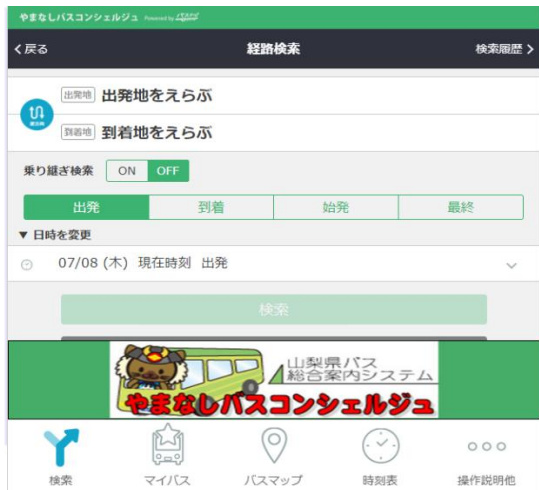 やまなしバスコンシェルジュ Powered by
く戻る 経路検索 検索履歴 >
出発地 出発地をえらぶ
到着地 到着地をえらぶ
乗り継ぎ検索 ON OFF
出発 到着 始発 最終
▼ 日時を変更
07/08 (木) 現在時刻 出発
検索
山梨県バス
総合案内システム
やまなしバスコンシェルジュ
検索 マイバス バスマップ 時刻表 操作説明他